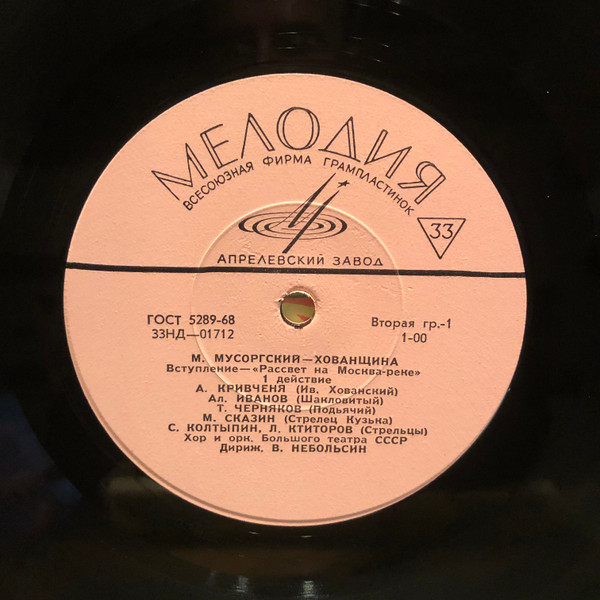 МЕЛОДИЯ
ВСЕСОЮЗНАЯ ФИРМА ГРАМПЛАСТИНОК
33
АПРЕЛЕВСКИЙ ЗАВОД
ГОСТ 5289-68
33НД—01712
Вторая гр.-1
1-00
М. МУСОРГСКИЙ—ХОВАНЩИНА
Вступление—«Рассвет на Москва-реке»
1 действие
А. КРИВЧЕНЯ (Ив. Хованский)
Ал. ИВАНОВ (Шакловитый)
Т. ЧЕРНЯКОВ (Подьячий)
М. СКАЗИН (Стрелец Кузька)
С. КОЛТЫПИН, Л. КТИТОРОВ (Стрельцы)
Хор и орк. Большого театра СССР
Дириж. В. НЕБОЛЬСИН